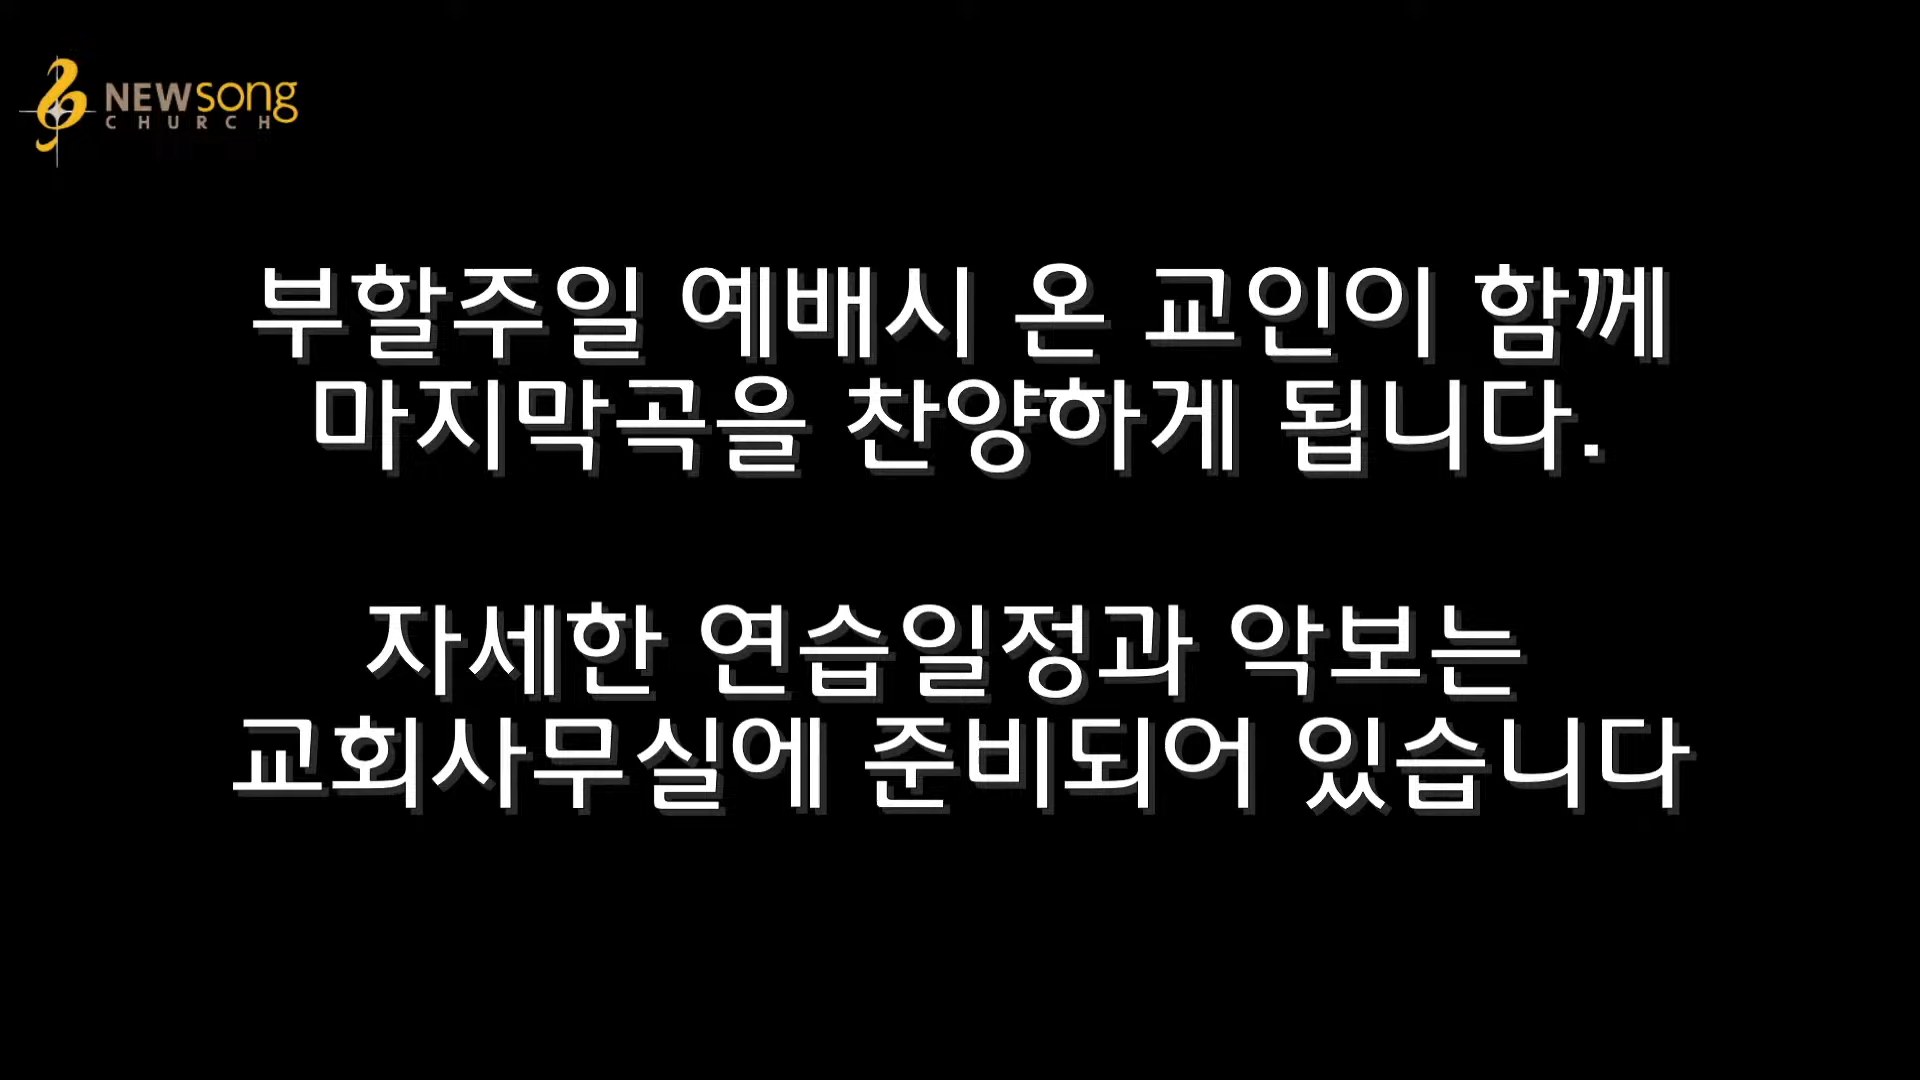 NEWsong
CHURCH
부할주일 예배시 온 교인이 함께
마지막곡을 찬양하게 됩니다.
자세한 연습일정과 악보는
교회사무실에 준비되어 있습니다